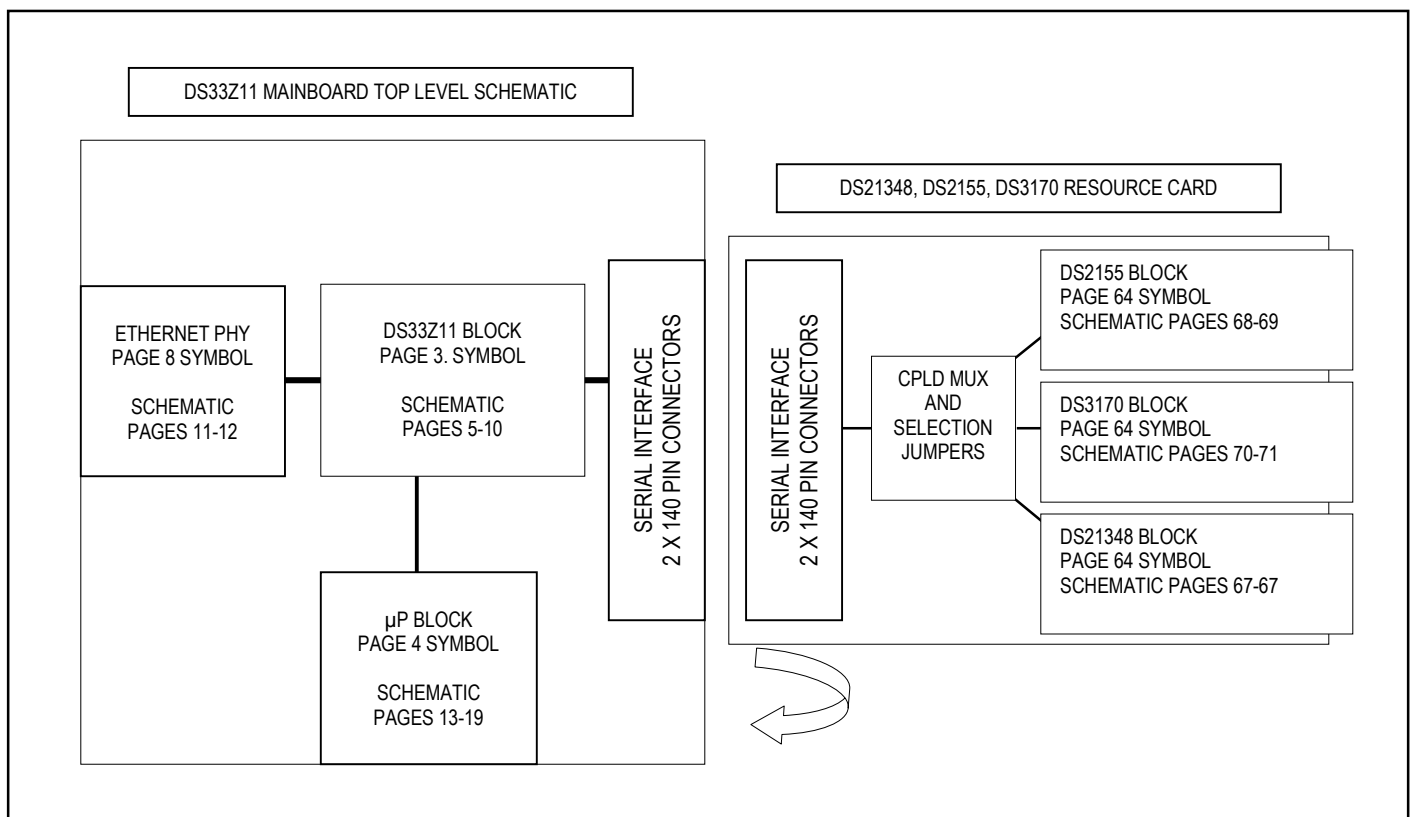 DS33Z11 MAINBOARD TOP LEVEL SCHEMATIC
DS21348, DS2155, DS3170 RESOURCE CARD
ETHERNET PHY
PAGE 8 SYMBOL
SCHEMATIC
PAGES 11-12
DS33Z11 BLOCK
PAGE 3. SYMBOL
SCHEMATIC
PAGES 5-10
µP BLOCK
PAGE 4 SYMBOL
SCHEMATIC
PAGES 13-19
SERIAL INTERFACE
2 X 140 PIN CONNECTORS
SERIAL INTERFACE
2 X 140 PIN CONNECTORS
CPLD MUX
AND
SELECTION
JUMPERS
DS2155 BLOCK
PAGE 64 SYMBOL
SCHEMATIC PAGES 68-69
DS3170 BLOCK
PAGE 64 SYMBOL
SCHEMATIC PAGES 70-71
DS21348 BLOCK
PAGE 64 SYMBOL
SCHEMATIC PAGES 67-67